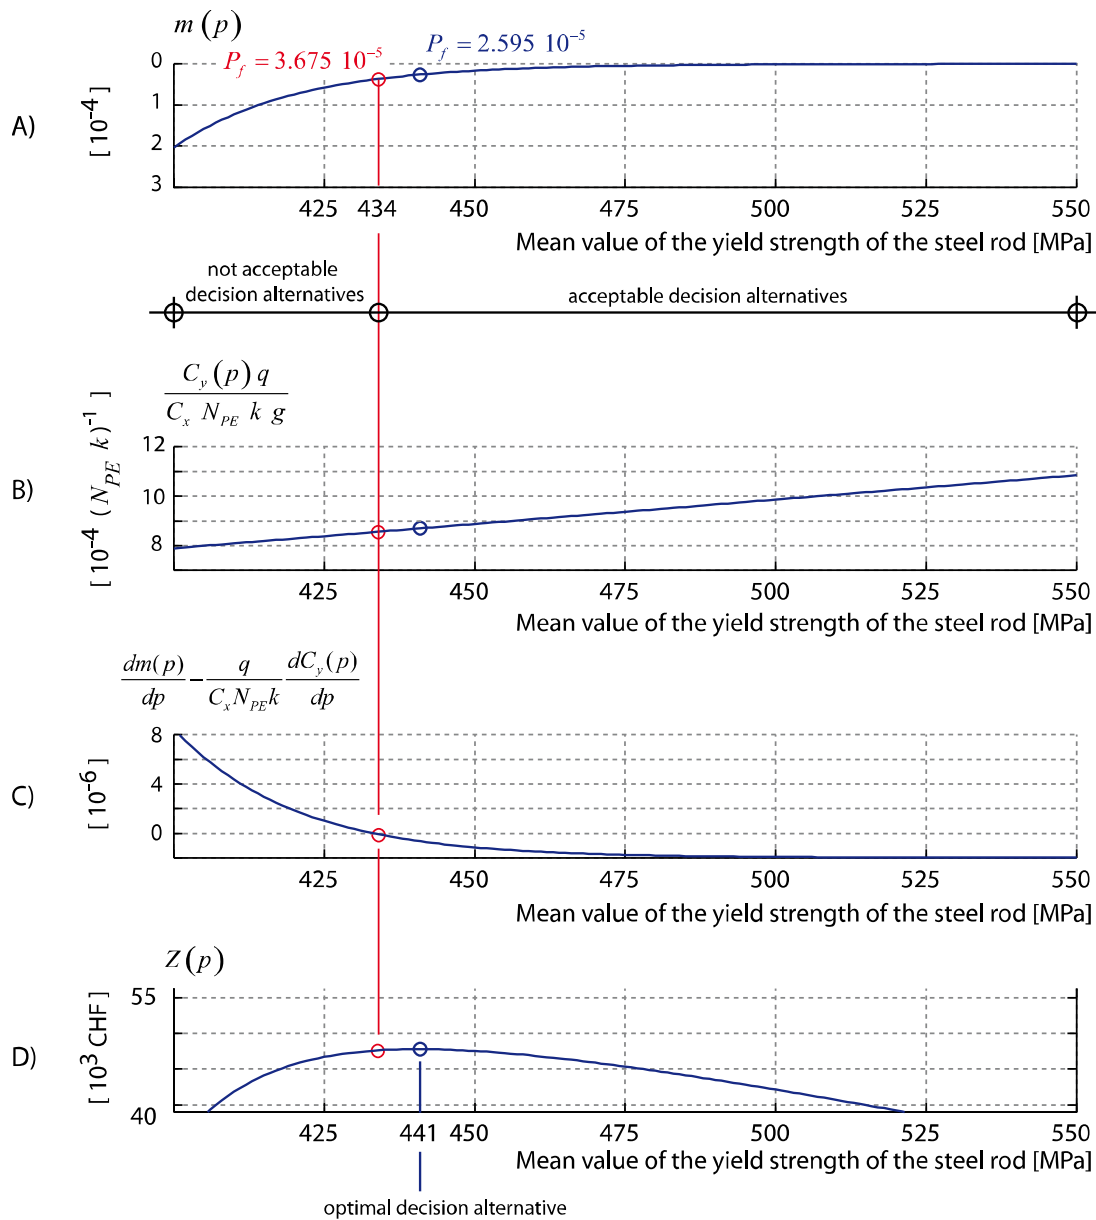 m(p)
P_f = 3.675 10^-5
P_f = 2.595 10^-5
A)
[10^-4]
0
1
2
3
425 434 450 475 500 525 550
Mean value of the yield strength of the steel rod [MPa]
not acceptable
decision alternatives
acceptable decision alternatives
C_y(p) q
C_x N_PE k g
B)
[10^-4 (N_PE k)^-1]
12
10
8
425 450 475 500 525 550
Mean value of the yield strength of the steel rod [MPa]
dm(p)/dp − q/(C_x N_PE k) dC_y(p)/dp
C)
[10^-6]
8
4
0
425 450 475 500 525 550
Mean value of the yield strength of the steel rod [MPa]
Z(p)
D)
[10^3 CHF]
55
40
425 441 450 475 500 525 550
Mean value of the yield strength of the steel rod [MPa]
optimal decision alternative